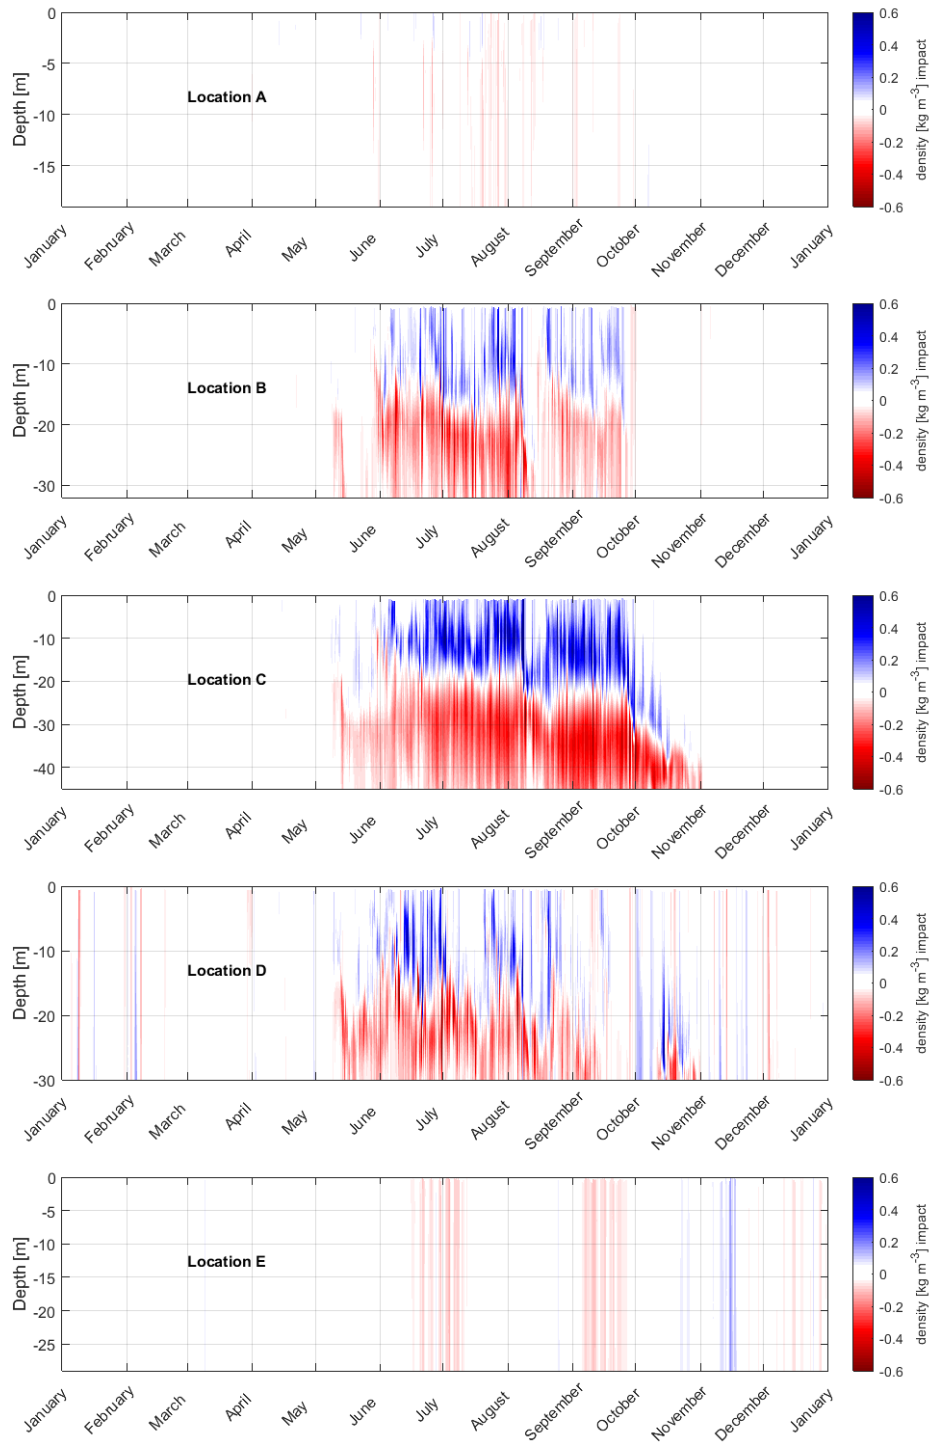 0
-5
-10
-15
Depth [m]
Location A
January
February
March
April
May
June
July
August
September
October
November
December
January
0.6
0.4
0.2
0
-0.2
-0.4
-0.6
density [kg m-3] impact
0
-10
-20
-30
Depth [m]
Location B
January
February
March
April
May
June
July
August
September
October
November
December
January
0.6
0.4
0.2
0
-0.2
-0.4
-0.6
density [kg m-3] impact
0
-10
-20
-30
-40
Depth [m]
Location C
January
February
March
April
May
June
July
August
September
October
November
December
January
0.6
0.4
0.2
0
-0.2
-0.4
-0.6
density [kg m-3] impact
0
-10
-20
-30
Depth [m]
Location D
January
February
March
April
May
June
July
August
September
October
November
December
January
0.6
0.4
0.2
0
-0.2
-0.4
-0.6
density [kg m-3] impact
0
-5
-10
-15
-20
-25
Depth [m]
Location E
January
February
March
April
May
June
July
August
September
October
November
December
January
0.6
0.4
0.2
0
-0.2
-0.4
-0.6
density [kg m-3] impact